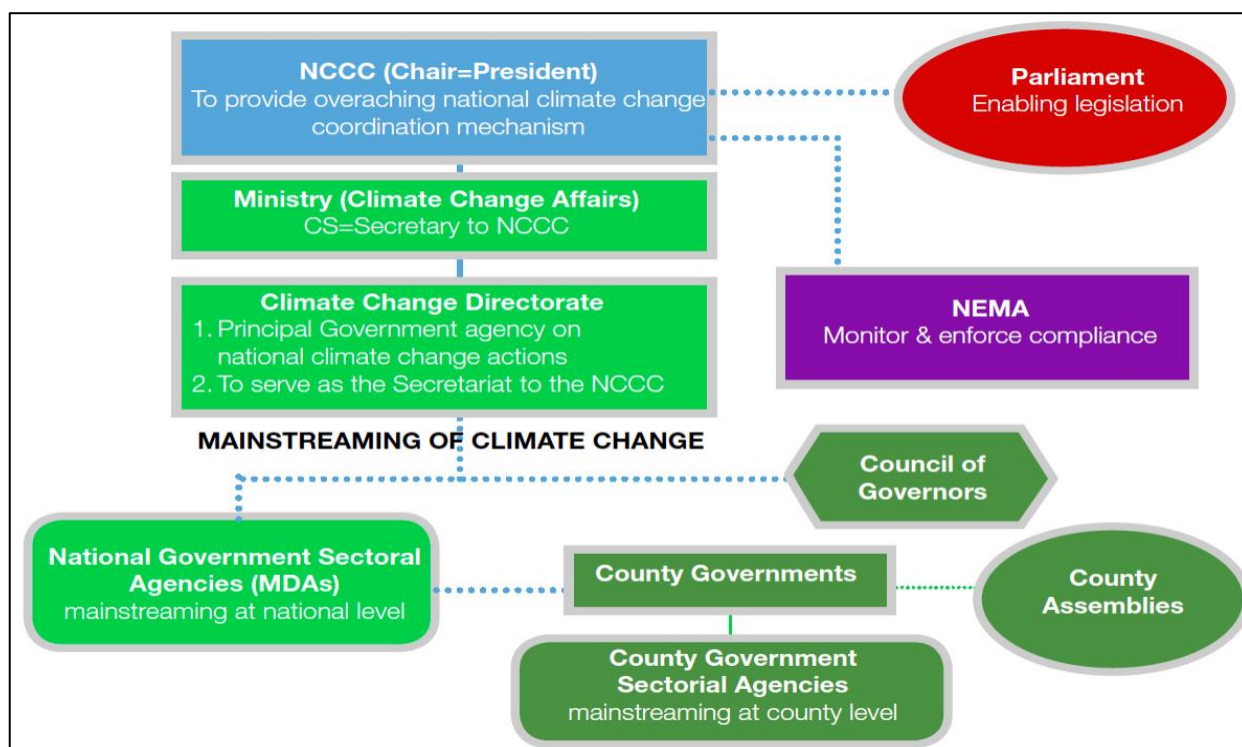 NCCC (Chair=President)
To provide overaching national climate change
coordination mechanism
Parliament
Enabling legislation
Ministry (Climate Change Affairs)
CS=Secretary to NCCC
Climate Change Directorate
1. Principal Government agency on
national climate change actions
2. To serve as the Secretariat to the NCCC
NEMA
Monitor & enforce compliance
MAINSTREAMING OF CLIMATE CHANGE
Council of
Governors
National Government Sectoral
Agencies (MDAs)
mainstreaming at national level
County Governments
County
Assemblies
County Government
Sectorial Agencies
mainstreaming at county level